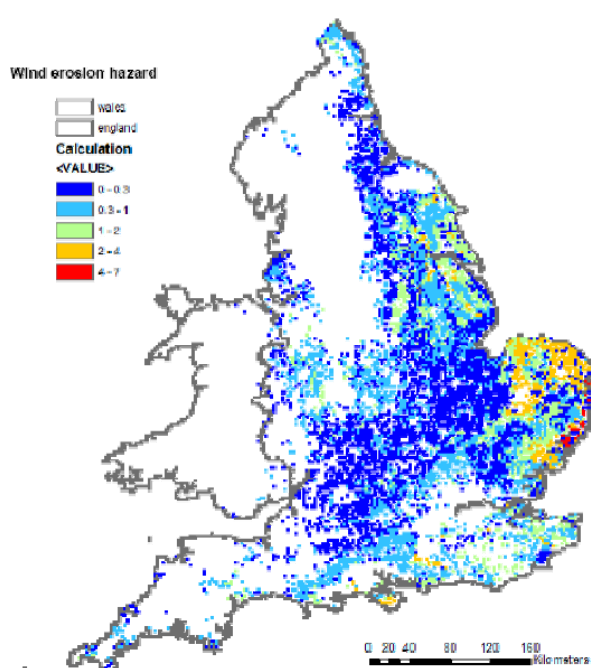 Wind erosion hazard
wales
england
Calculation
<VALUE>
0 - 0.3
0.3 - 1
1 - 2
2 - 4
4 - 7
0 20 40 80 120 160
Kilometers